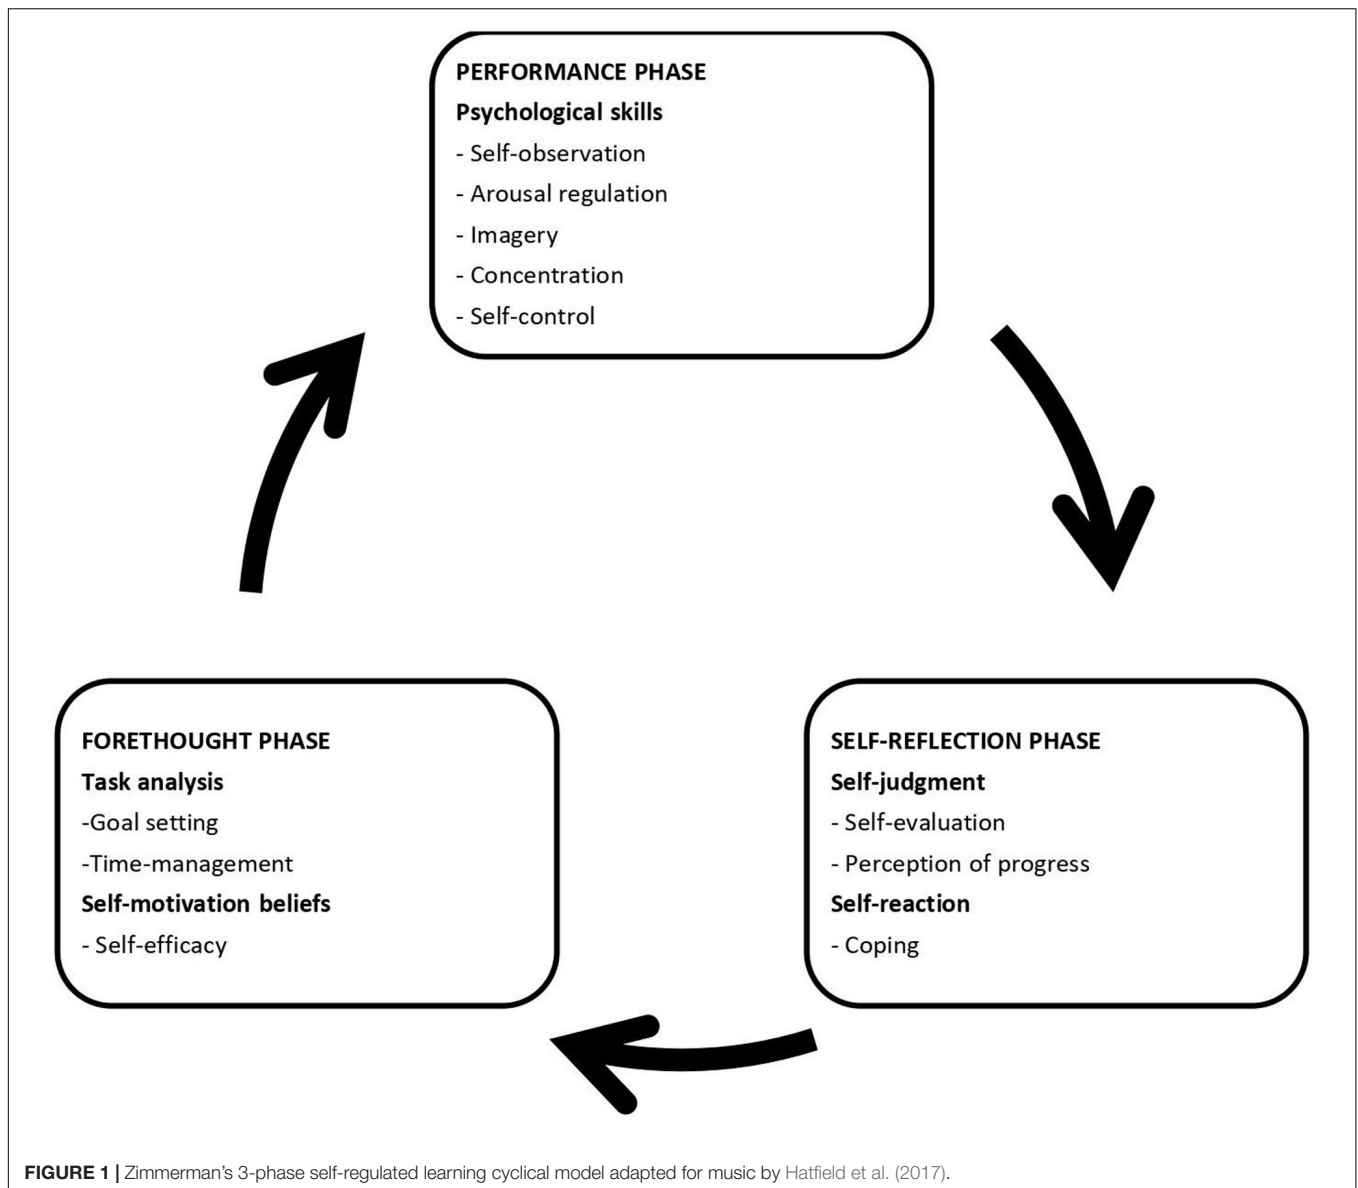 PERFORMANCE PHASE
Psychological skills
- Self-observation
- Arousal regulation
- Imagery
- Concentration
- Self-control
FORETHOUGHT PHASE
Task analysis
-Goal setting
-Time-management
Self-motivation beliefs
- Self-efficacy
SELF-REFLECTION PHASE
Self-judgment
- Self-evaluation
- Perception of progress
Self-reaction
- Coping
FIGURE 1 | Zimmerman's 3-phase self-regulated learning cyclical model adapted for music by Hatfield et al. (2017).